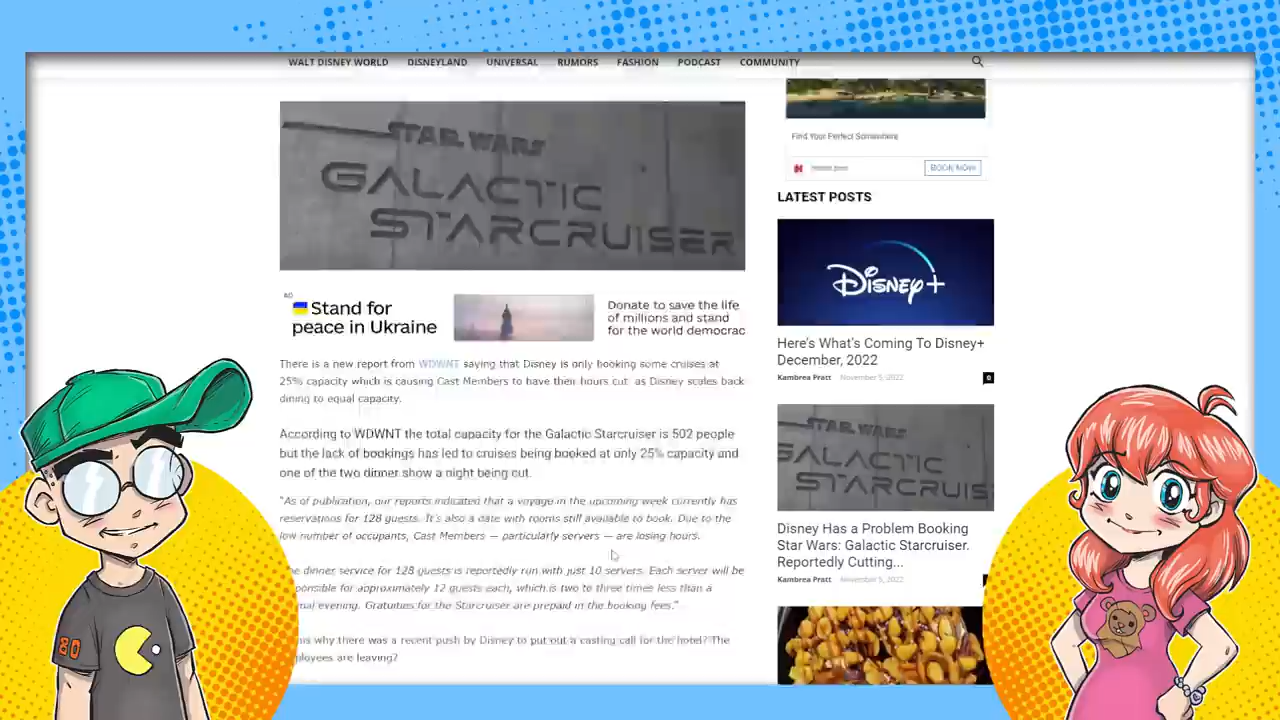 WALT DISNEY WORLD DISNEYLAND UNIVERSAL RUMORS FASHION PODCAST COMMUNITY
STAR WARS
GALACTIC
STARCRUISER
AD
Stand for
peace in Ukraine
Donate to save the life
of millions and stand
for the world democrac
There is a new report from WDWNT saying that Disney is only booking some cruises at
25% capacity which is causing Cast Members to have their hours cut as Disney scales back
dining to equal capacity.
According to WDWNT the total capacity for the Galactic Starcruiser is 502 people
but the lack of bookings has led to cruises being booked at only 25% capacity and
one of the two dinner show a night being cut.
"As of publication, our reports indicated that a voyage in the upcoming week currently has
reservations for 128 guests. It's also a date with rooms still available to book. Due to the
low number of occupants, Cast Members — particularly servers — are losing hours.
he dinner service for 128 guests is reportedly run with just 10 servers. Each server will be
ponsible for approximately 12 guests each, which is two to three times less than a
mal evening. Gratuities for the Starcruiser are prepaid in the booking fees."
is why there was a recent push by Disney to put out a casting call for the hotel? The
ployees are leaving?
Find Your Perfect Somewhere
BOOK NOW
LATEST POSTS
Disney+
Here's What's Coming To Disney+
December, 2022
Kambrea Pratt November 5, 2022 0
STAR WARS
GALACTIC
STARCRUIS
Disney Has a Problem Booking
Star Wars: Galactic Starcruiser.
Reportedly Cutting...
Kambrea Pratt November 5, 2022
80